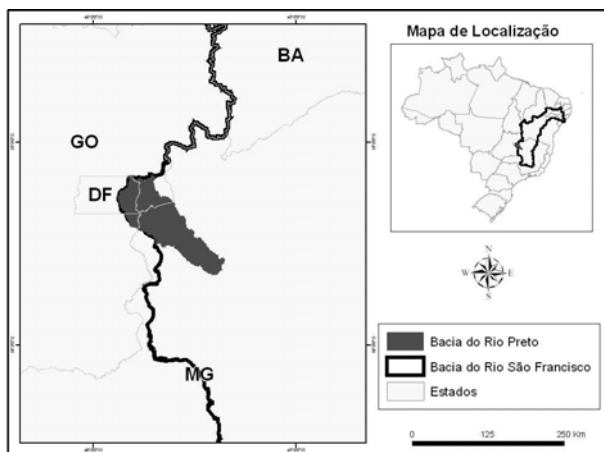 Mapa de Localização
BA
GO
DF
MG
N
W E
S
Bacia do Rio Preto
Bacia do Rio São Francisco
Estados
0 125 250 Km